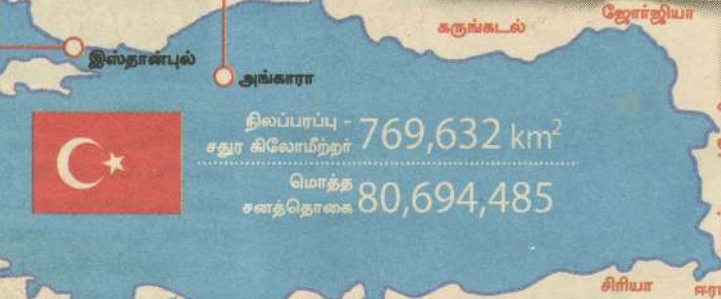 ஜோர்ஜியா
கருங்கடல்
இஸ்தான்புல்
அங்காரா
நிலப்பரப்பு -
சதுர கிலோமீற்றர் 769,632 km²
மொத்த
சனத்தொகை 80,694,485
சிரியா